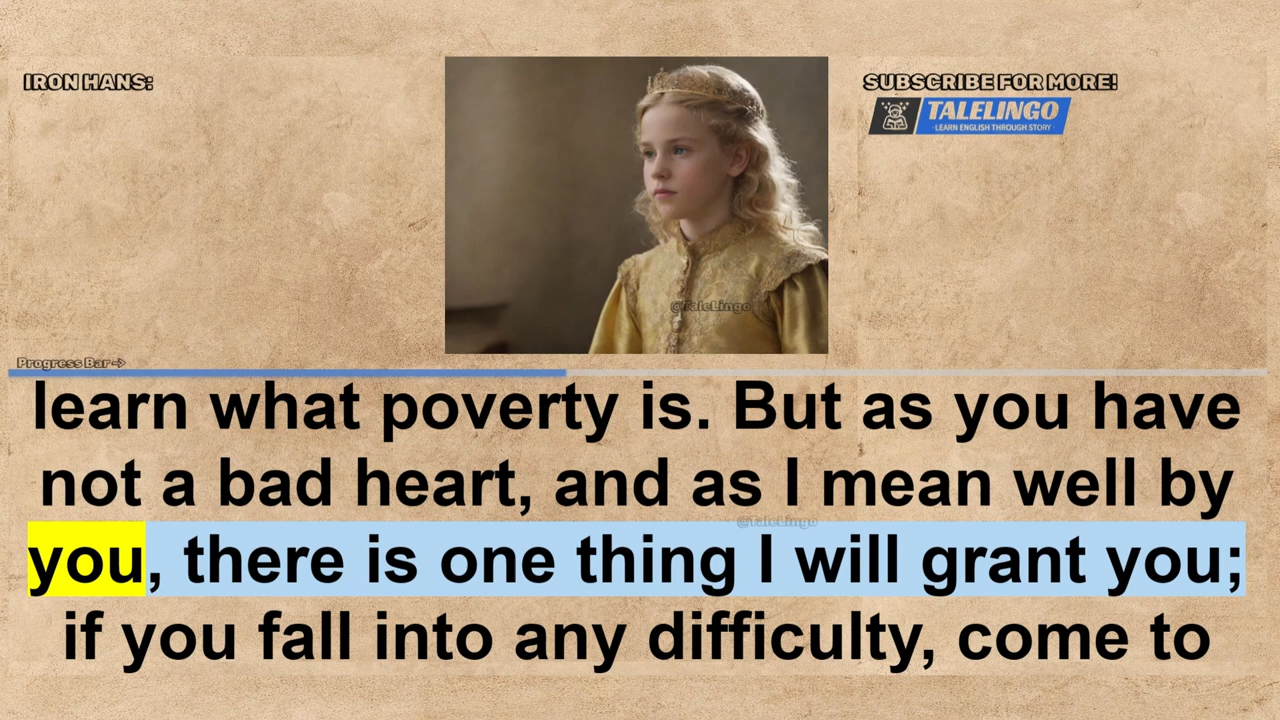 IRON HANS:
SUBSCRIBE FOR MORE!
TALELINGO
·LEARN ENGLISH THROUGH STORY·
@TaleLingo
Progress Bar->
learn what poverty is. But as you have
not a bad heart, and as I mean well by
@TaleLingo
you, there is one thing I will grant you;
if you fall into any difficulty, come to